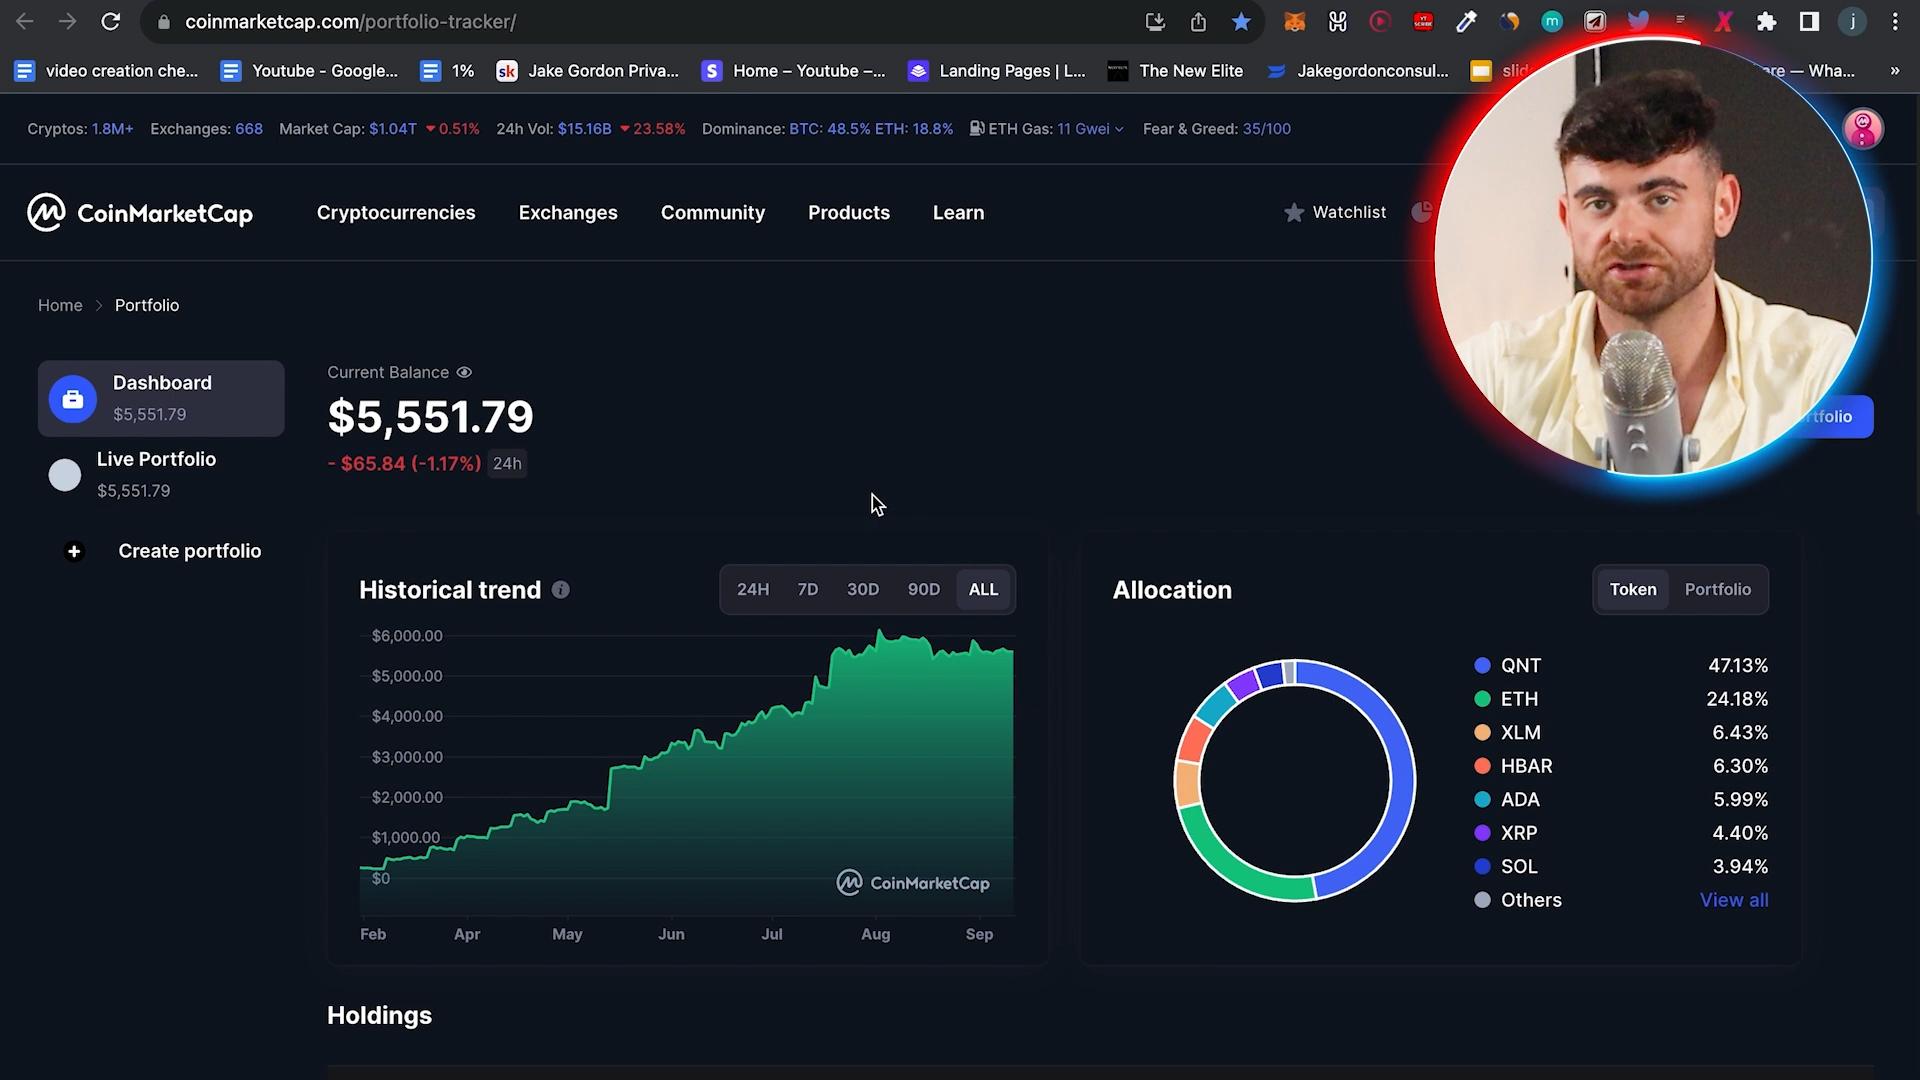 coinmarketcap.com/portfolio-tracker/
j
video creation che... Youtube - Google... 1% sk Jake Gordon Priva... S Home – Youtube –... Landing Pages | L... The New Elite Jakegordonconsul... — Wha... »
Cryptos: 1.8M+ Exchanges: 668 Market Cap: $1.04T 0.51% 24h Vol: $15.16B 23.58% Dominance: BTC: 48.5% ETH: 18.8% ETH Gas: 11 Gwei Fear & Greed: 35/100
CoinMarketCap Cryptocurrencies Exchanges Community Products Learn Watchlist
Home > Portfolio
Dashboard
$5,551.79
Live Portfolio
$5,551.79
Create portfolio
Current Balance
$5,551.79
- $65.84 (-1.17%) 24h
Historical trend
24H 7D 30D 90D ALL
$6,000.00
$5,000.00
$4,000.00
$3,000.00
$2,000.00
$1,000.00
$0
CoinMarketCap
Feb Apr May Jun Jul Aug Sep
Allocation
Token Portfolio
QNT 47.13%
ETH 24.18%
XLM 6.43%
HBAR 6.30%
ADA 5.99%
XRP 4.40%
SOL 3.94%
Others View all
Holdings